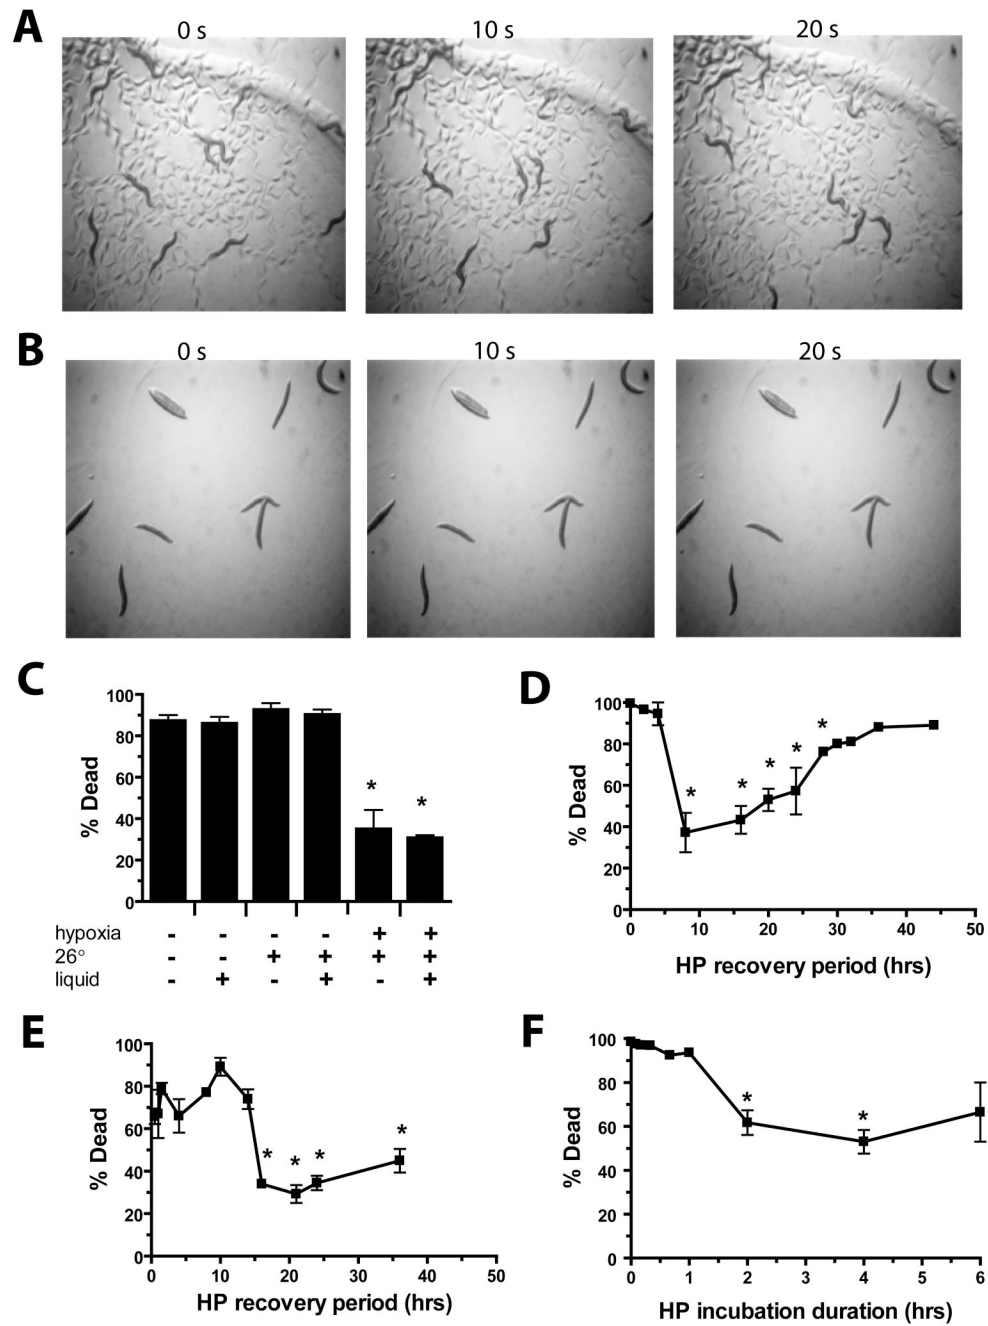 A
0 s 10 s 20 s
B
0 s 10 s 20 s
C
% Dead
100
80
60
40
20
0
* *
hypoxia - - - - + +
26° - - + + + +
liquid - + - + - +
D
% Dead
100
80
60
40
20
0
* * * * *
0 10 20 30 40 50
HP recovery period (hrs)
E
% Dead
100
80
60
40
20
0
* * * *
0 10 20 30 40 50
HP recovery period (hrs)
F
% Dead
100
80
60
40
20
0
* *
0 1 2 3 4 5 6
HP incubation duration (hrs)